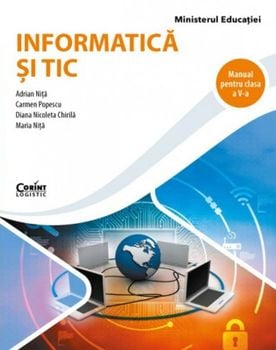 Ministerul Educației
INFORMATICĂ
ȘI TIC
Adrian Niță
Carmen Popescu
Diana Nicoleta Chirilă
Maria Niță
Manual
pentru clasa
a V-a
CORINT
LOGISTIC